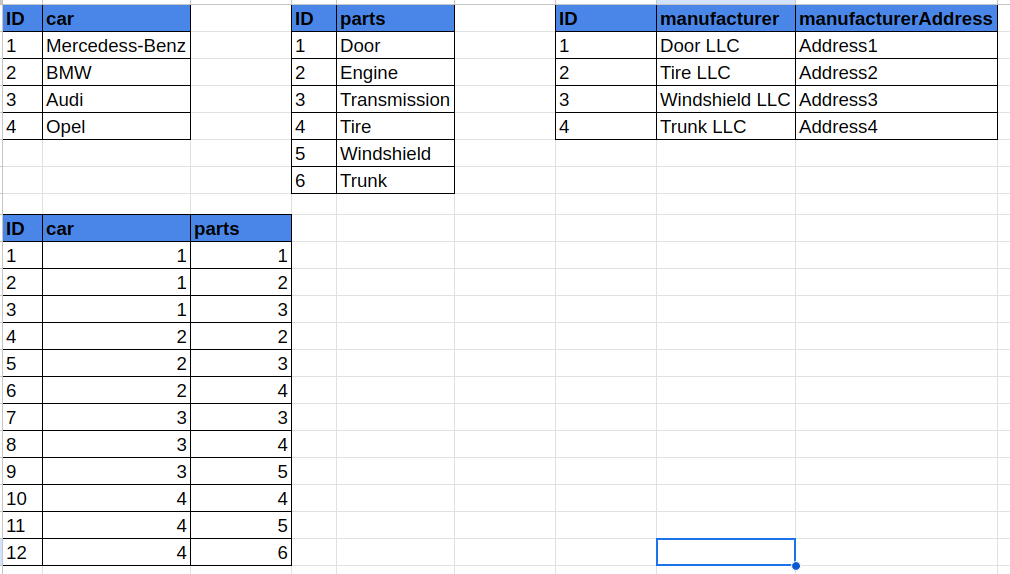 ID car ID parts ID manufacturer manufacturerAddress
1 Mercedess-Benz 1 Door 1 Door LLC Address1
2 BMW 2 Engine 2 Tire LLC Address2
3 Audi 3 Transmission 3 Windshield LLC Address3
4 Opel 4 Tire 4 Trunk LLC Address4
5 Windshield
6 Trunk
ID car parts
1 1 1
2 1 2
3 1 3
4 2 2
5 2 3
6 2 4
7 3 3
8 3 4
9 3 5
10 4 4
11 4 5
12 4 6